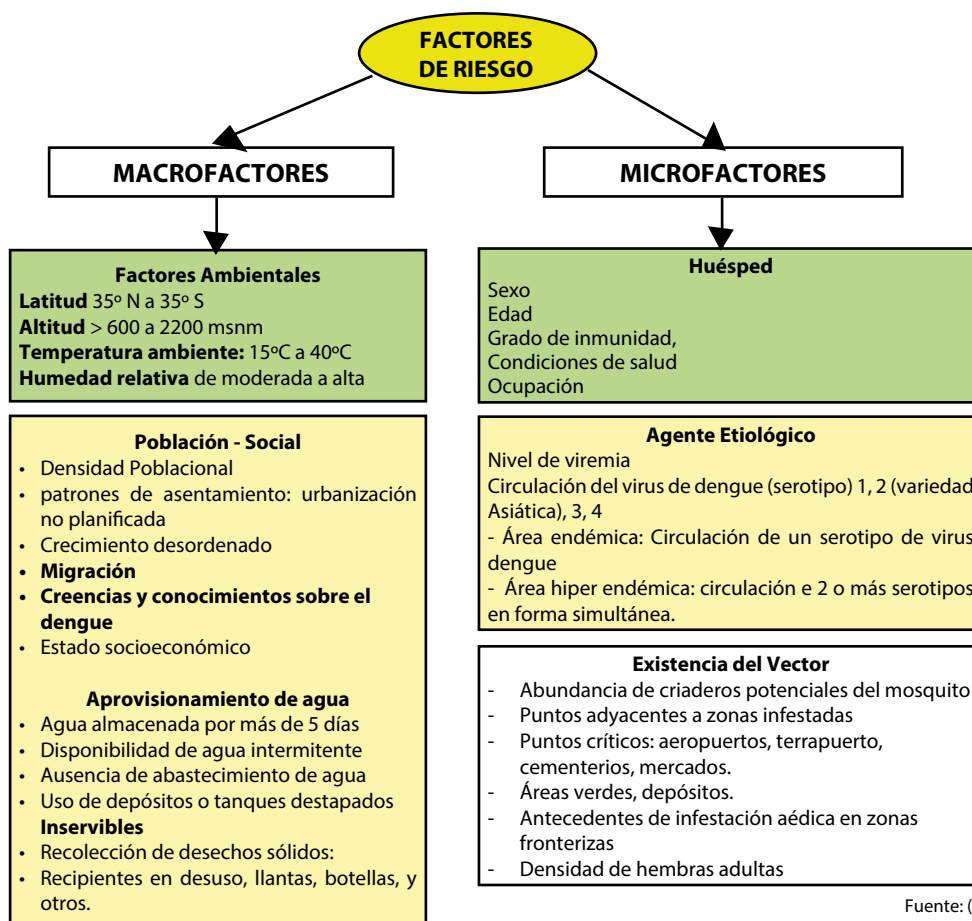 FACTORES
DE RIESGO
MACROFACTORES
Factores Ambientales
Latitud 35º N a 35º S
Altitud > 600 a 2200 msnm
Temperatura ambiente: 15ºC a 40ºC
Humedad relativa de moderada a alta
Población - Social
• Densidad Poblacional
• patrones de asentamiento: urbanización
no planificada
• Crecimiento desordenado
• Migración
• Creencias y conocimientos sobre el
dengue
• Estado socioeconómico
Aprovisionamiento de agua
• Agua almacenada por más de 5 días
• Disponibilidad de agua intermitente
• Ausencia de abastecimiento de agua
• Uso de depósitos o tanques destapados
Inservibles
• Recolección de desechos sólidos:
• Recipientes en desuso, llantas, botellas, y
otros.
MICROFACTORES
Huésped
Sexo
Edad
Grado de inmunidad,
Condiciones de salud
Ocupación
Agente Etiológico
Nivel de viremia
Circulación del virus de dengue (serotipo) 1, 2 (variedad
Asiática), 3, 4
- Área endémica: Circulación de un serotipo de virus
dengue
- Área hiper endémica: circulación e 2 o más serotipos
en forma simultánea.
Existencia del Vector
- Abundancia de criaderos potenciales del mosquito
- Puntos adyacentes a zonas infestadas
- Puntos críticos: aeropuertos, terrapuerto,
cementerios, mercados.
- Áreas verdes, depósitos.
- Antecedentes de infestación aédica en zonas
fronterizas
- Densidad de hembras adultas
Fuente: (